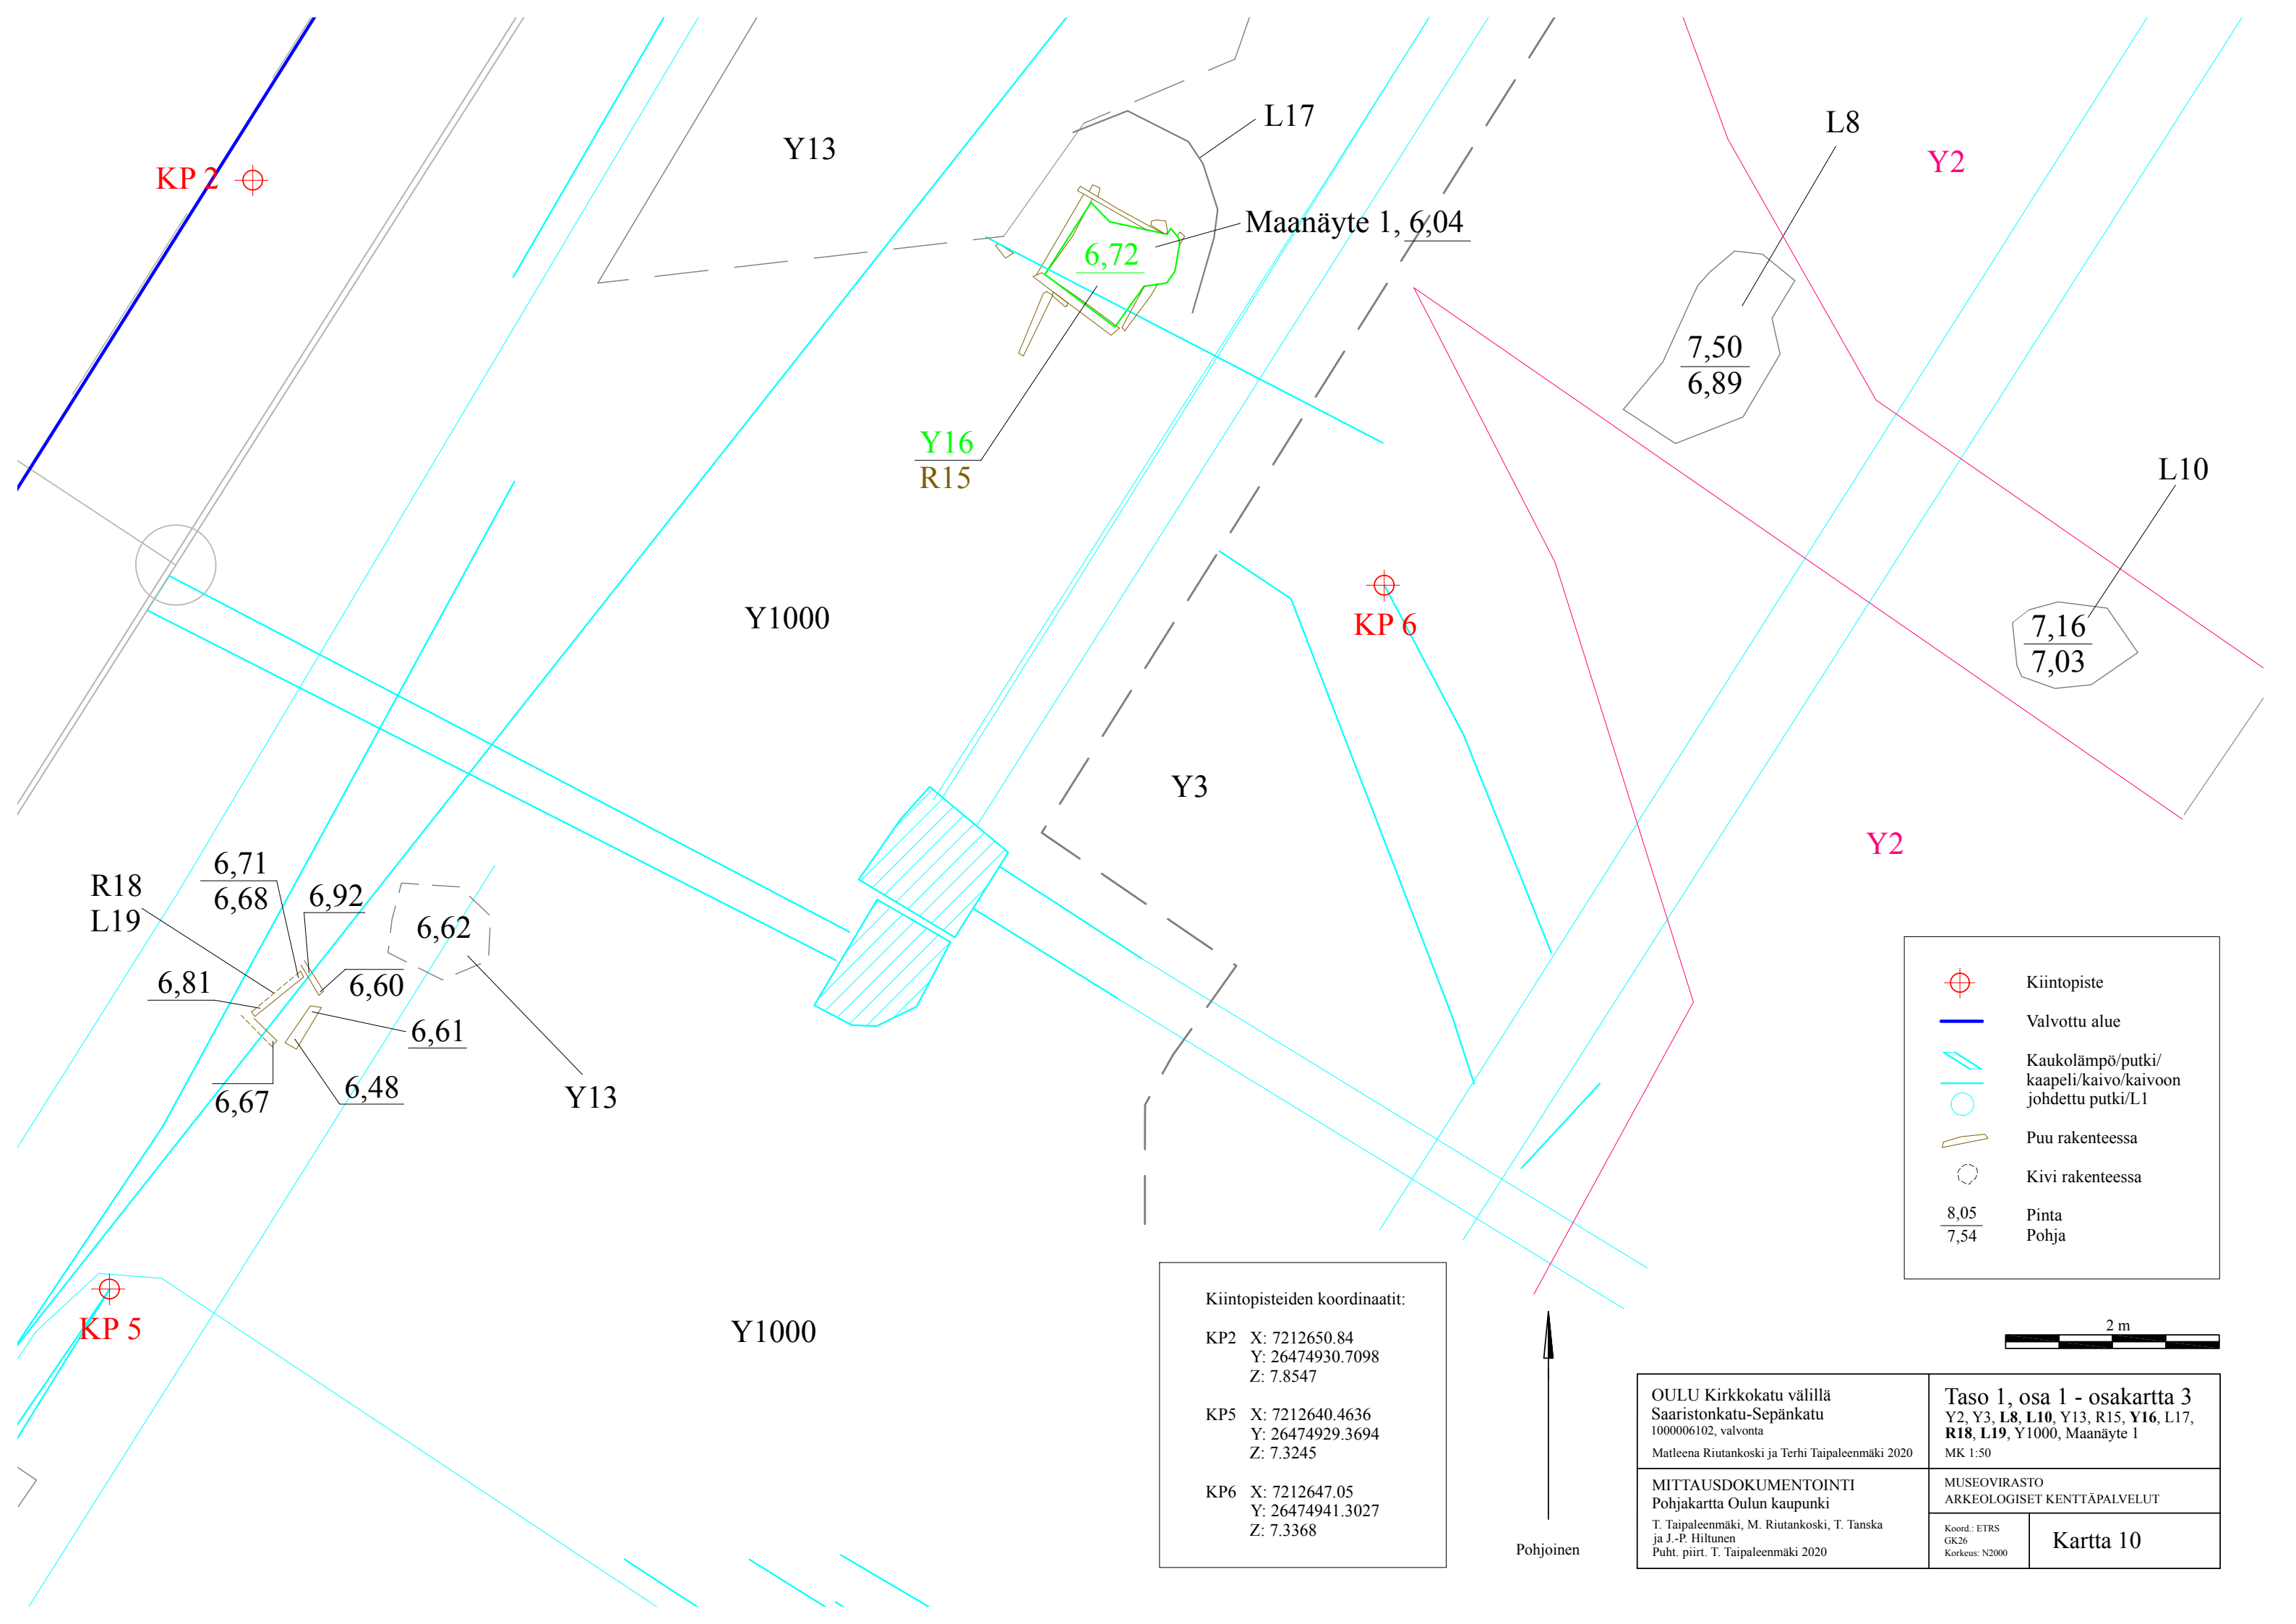 L17
L8
Y13
Y2
KP 2
Maanäyte 1, 6,04
6,72
7,50
6,89
Y16
R15
L10
Y1000
KP 6
7,16
7,03
Y3
Y2
6,71
6,68
R18
L19
6,92
6,62
6,81
6,60
6,61
6,48
6,67
Y13
KP 5
Y1000
Kiintopiste
Valvottu alue
Kaukolämpö/putki/
kaapeli/kaivo/kaivoon
johdettu putki/L1
Puu rakenteessa
Kivi rakenteessa
8,05 Pinta
7,54 Pohja
Kiintopisteiden koordinaatit:
KP2 X: 7212650.84
Y: 26474930.7098
Z: 7.8547
KP5 X: 7212640.4636
Y: 26474929.3694
Z: 7.3245
KP6 X: 7212647.05
Y: 26474941.3027
Z: 7.3368
Pohjoinen
2 m
OULU Kirkkokatu välillä
Saaristonkatu-Sepänkatu
1000006102, valvonta
Matleena Riutankoski ja Terhi Taipaleenmäki 2020
Taso 1, osa 1 - osakartta 3
Y2, Y3, L8, L10, Y13, R15, Y16, L17,
R18, L19, Y1000, Maanäyte 1
MK 1:50
MITTAUSDOKUMENTOINTI
Pohjakartta Oulun kaupunki
T. Taipaleenmäki, M. Riutankoski, T. Tanska
ja J.-P. Hiltunen
Puht. piirt. T. Taipaleenmäki 2020
MUSEOVIRASTO
ARKEOLOGISET KENTTÄPALVELUT
Koord.: ETRS
GK26
Korkeus: N2000
Kartta 10